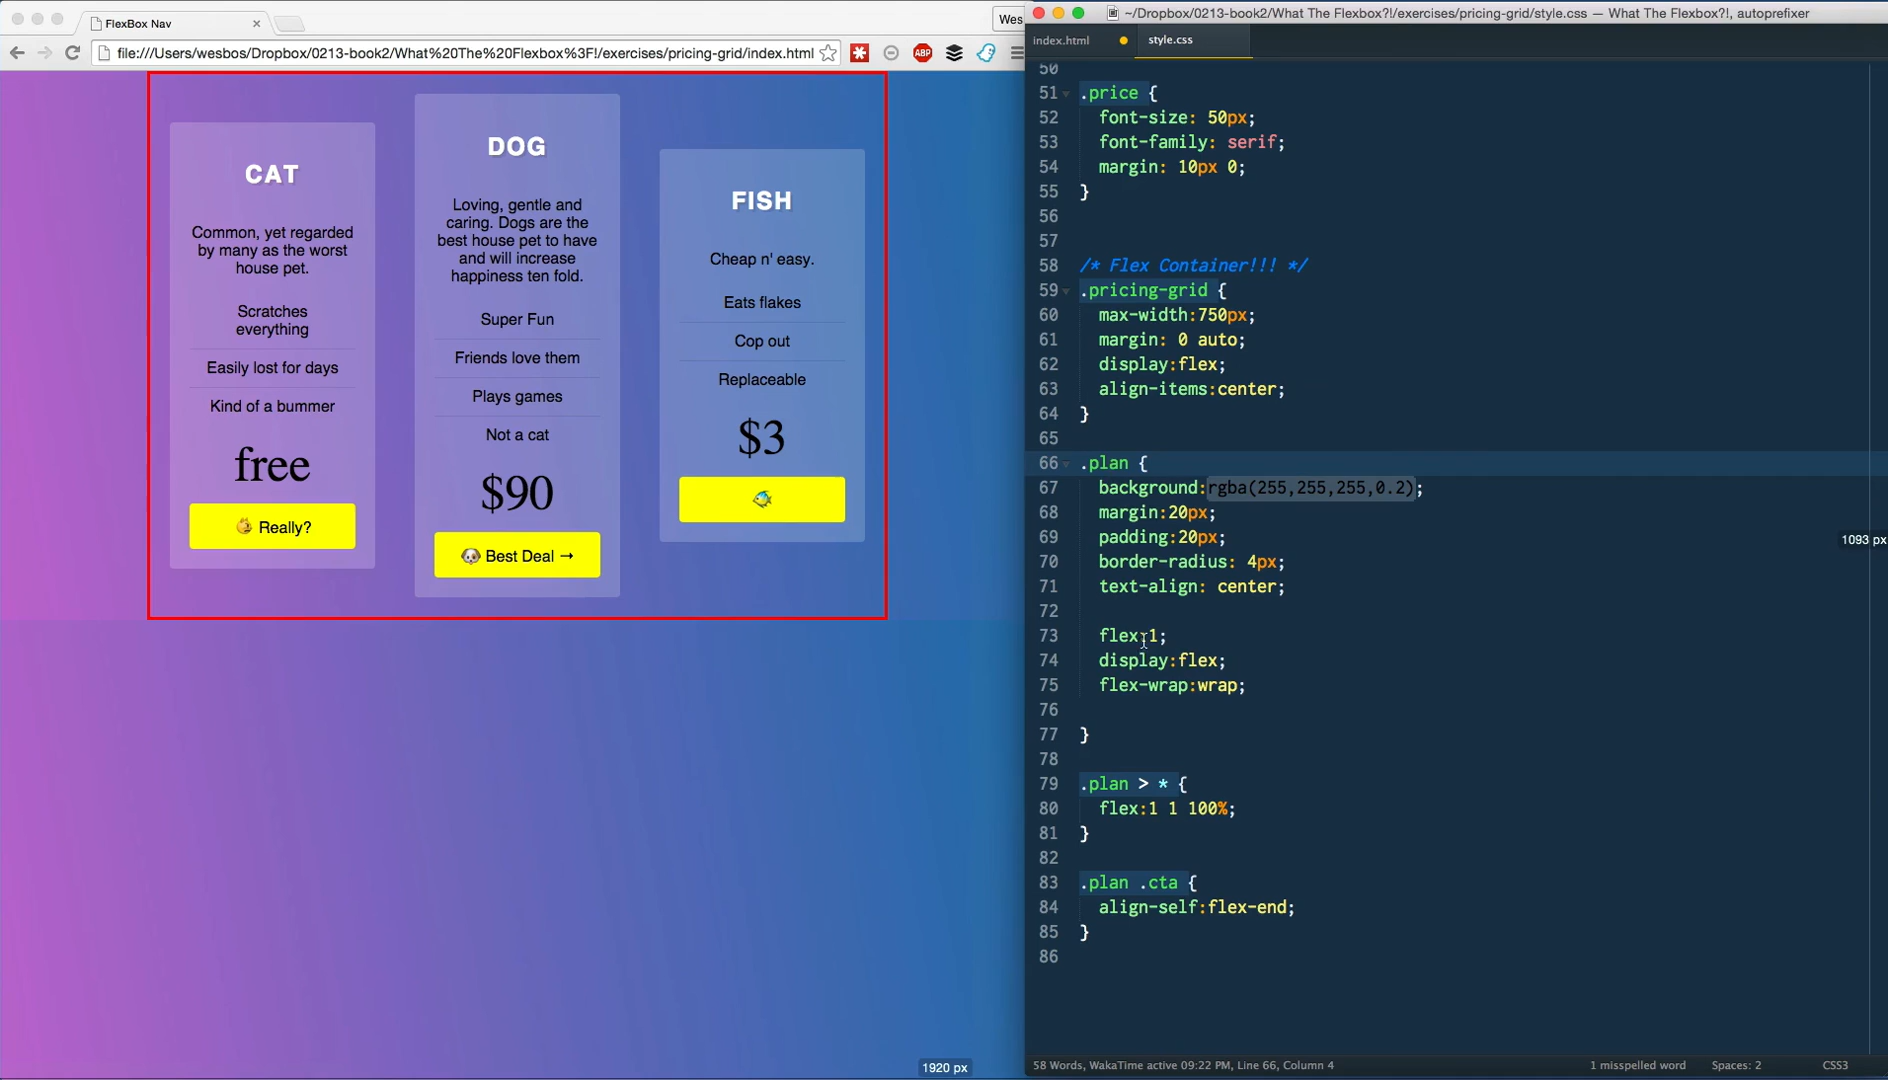 FlexBox Nav
Wes
file:///Users/wesbos/Dropbox/0213-book2/What%20The%20Flexbox%3F!/exercises/pricing-grid/index.html
ABP
CAT
Common, yet regarded
by many as the worst
house pet.
Scratches
everything
Easily lost for days
Kind of a bummer
free
Really?
DOG
Loving, gentle and
caring. Dogs are the
best house pet to have
and will increase
happiness ten fold.
Super Fun
Friends love them
Plays games
Not a cat
$90
Best Deal →
FISH
Cheap n' easy.
Eats flakes
Cop out
Replaceable
$3
1920 px
~/Dropbox/0213-book2/What The Flexbox?!/exercises/pricing-grid/style.css — What The Flexbox?!, autoprefixer
index.html
style.css
50
51 .price {
52 font-size: 50px;
53 font-family: serif;
54 margin: 10px 0;
55 }
56
57
58 /* Flex Container!!! */
59 .pricing-grid {
60 max-width:750px;
61 margin: 0 auto;
62 display:flex;
63 align-items:center;
64 }
65
66 .plan {
67 background:rgba(255,255,255,0.2);
68 margin:20px;
69 padding:20px;
70 border-radius: 4px;
71 text-align: center;
72
73 flex:1;
74 display:flex;
75 flex-wrap:wrap;
76
77 }
78
79 .plan > * {
80 flex:1 1 100%;
81 }
82
83 .plan .cta {
84 align-self:flex-end;
85 }
86
1093 px
58 Words, WakaTime active 09:22 PM, Line 66, Column 4
1 misspelled word
Spaces: 2
CSS3